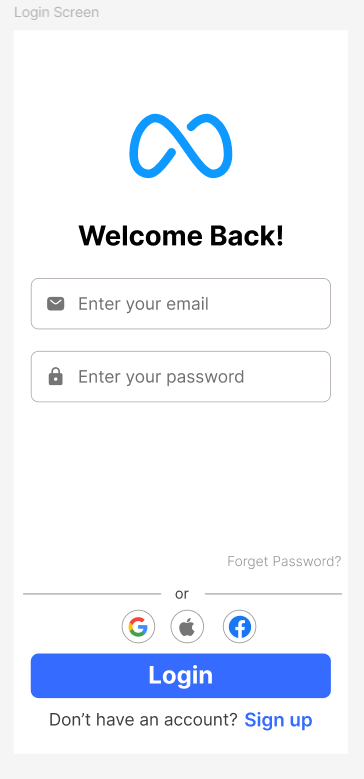 Login Screen
Welcome Back!
Enter your email
Enter your password
Forget Password?
or
Login
Don't have an account? Sign up